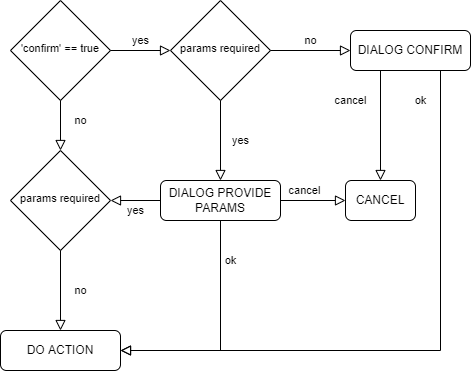 'confirm' == true
yes
params required
no
DIALOG CONFIRM
cancel
ok
no
yes
params required
yes
DIALOG PROVIDE
PARAMS
cancel
CANCEL
ok
no
DO ACTION